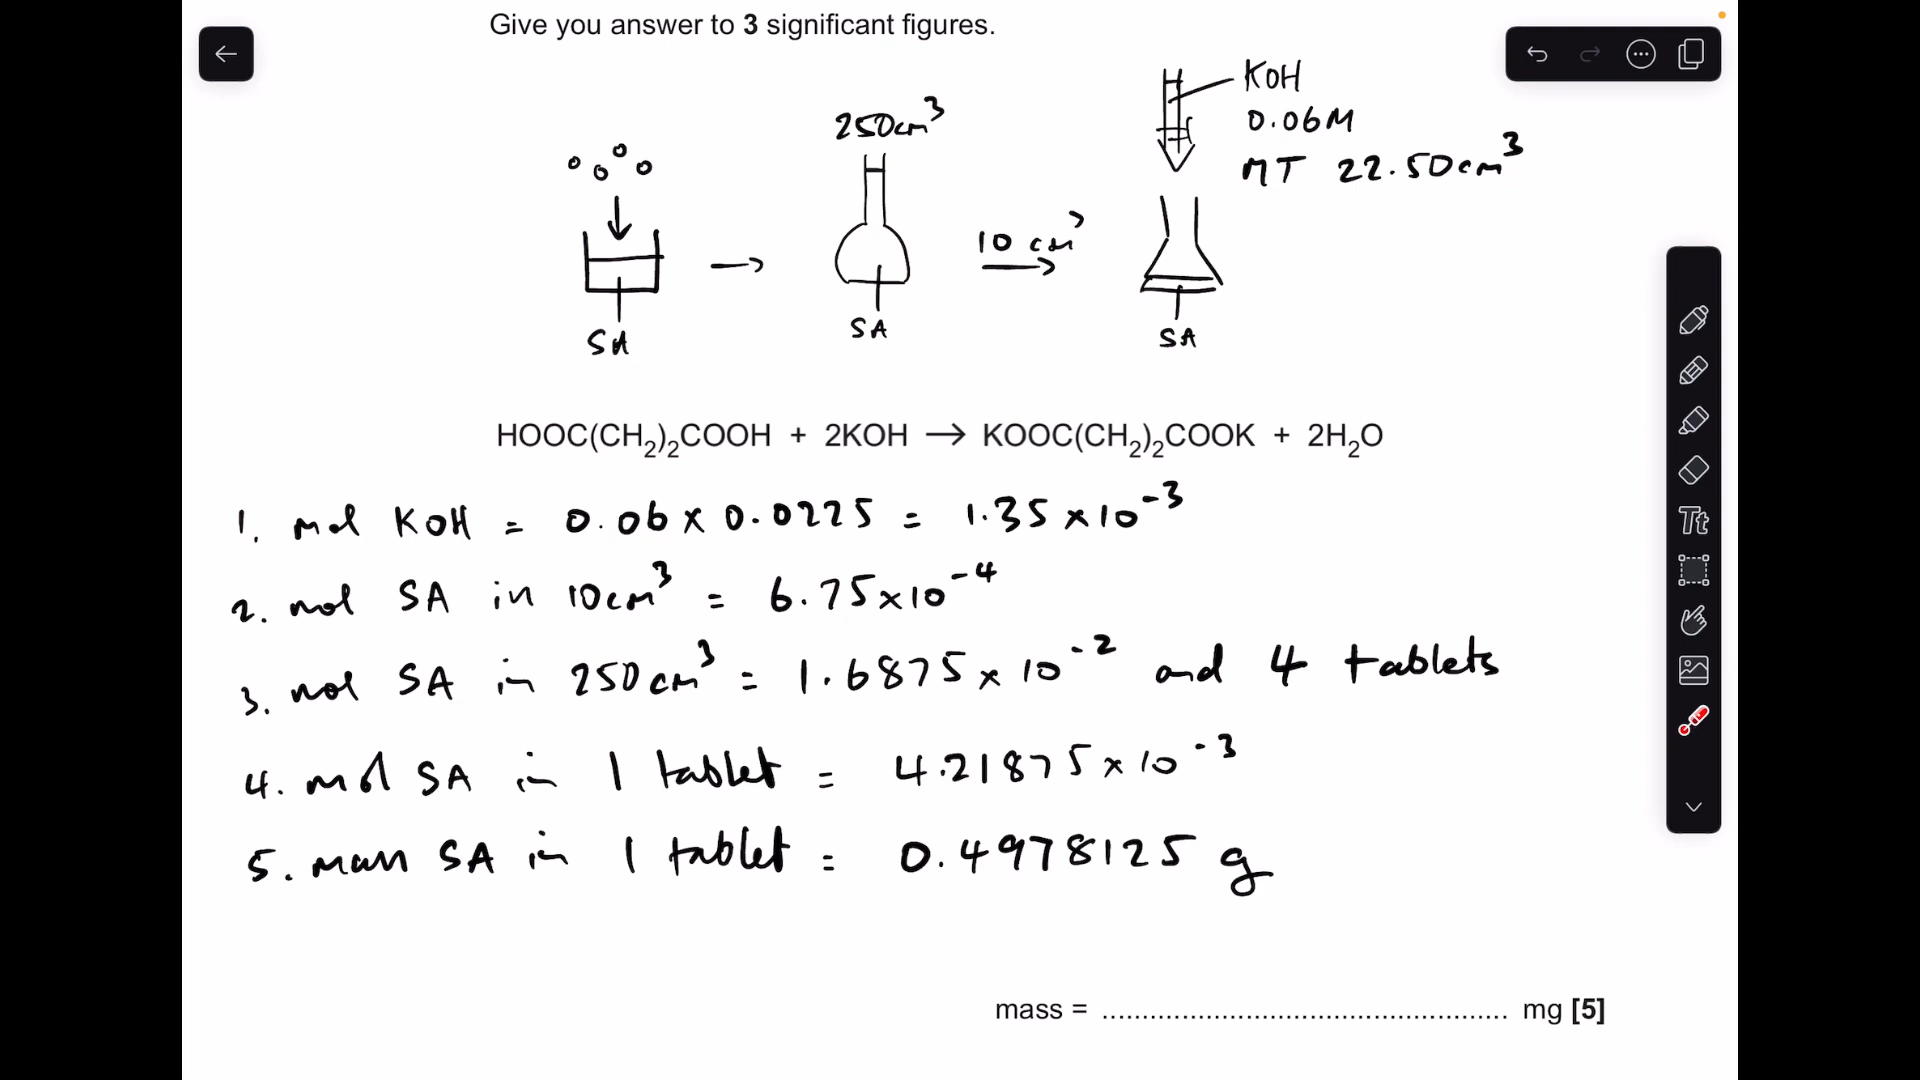 Give you answer to 3 significant figures.
250cm³
KOH
0.06M
MT 22.50cm³
10 cm³
SA
SA
SA
HOOC(CH₂)₂COOH + 2KOH → KOOC(CH₂)₂COOK + 2H₂O
1. mol KOH = 0.06 × 0.0225 = 1.35 × 10⁻³
2. mol SA in 10cm³ = 6.75×10⁻⁴
3. mol SA in 250cm³ = 1.6875 × 10⁻² and 4 tablets
4. mol SA in 1 tablet = 4.21875 × 10⁻³
5. mass SA in 1 tablet = 0.4978125 g
mass = .................................................. mg [5]
Tt